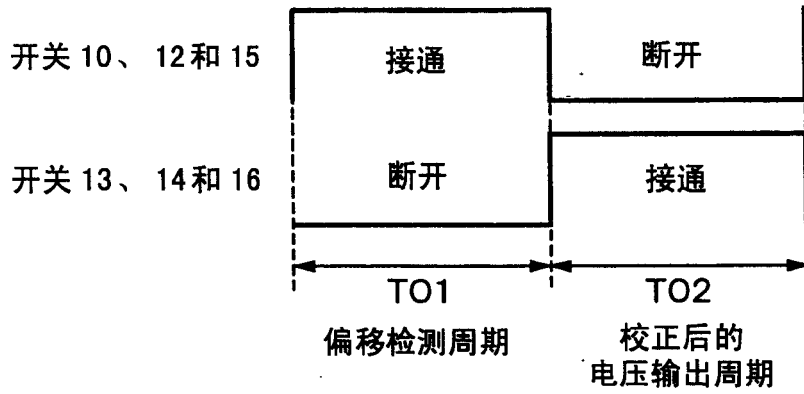 开关 10、 12和 15
接通
断开
开关 13、 14和 16
断开
接通
TO1
TO2
偏移检测周期
校正后的
电压输出周期